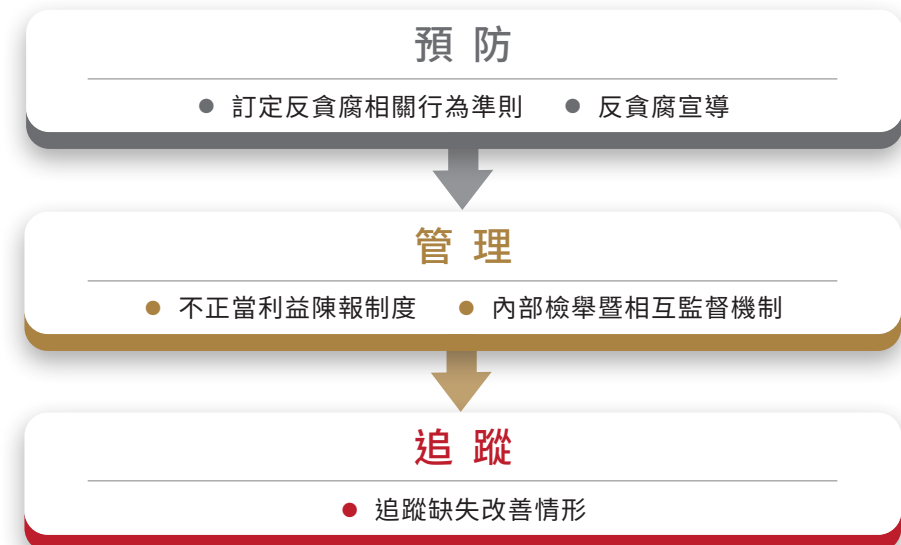 預防
● 訂定反貪腐相關行為準則 ● 反貪腐宣導
管理
● 不正當利益陳報制度 ● 內部檢舉暨相互監督機制
追蹤
● 追蹤缺失改善情形